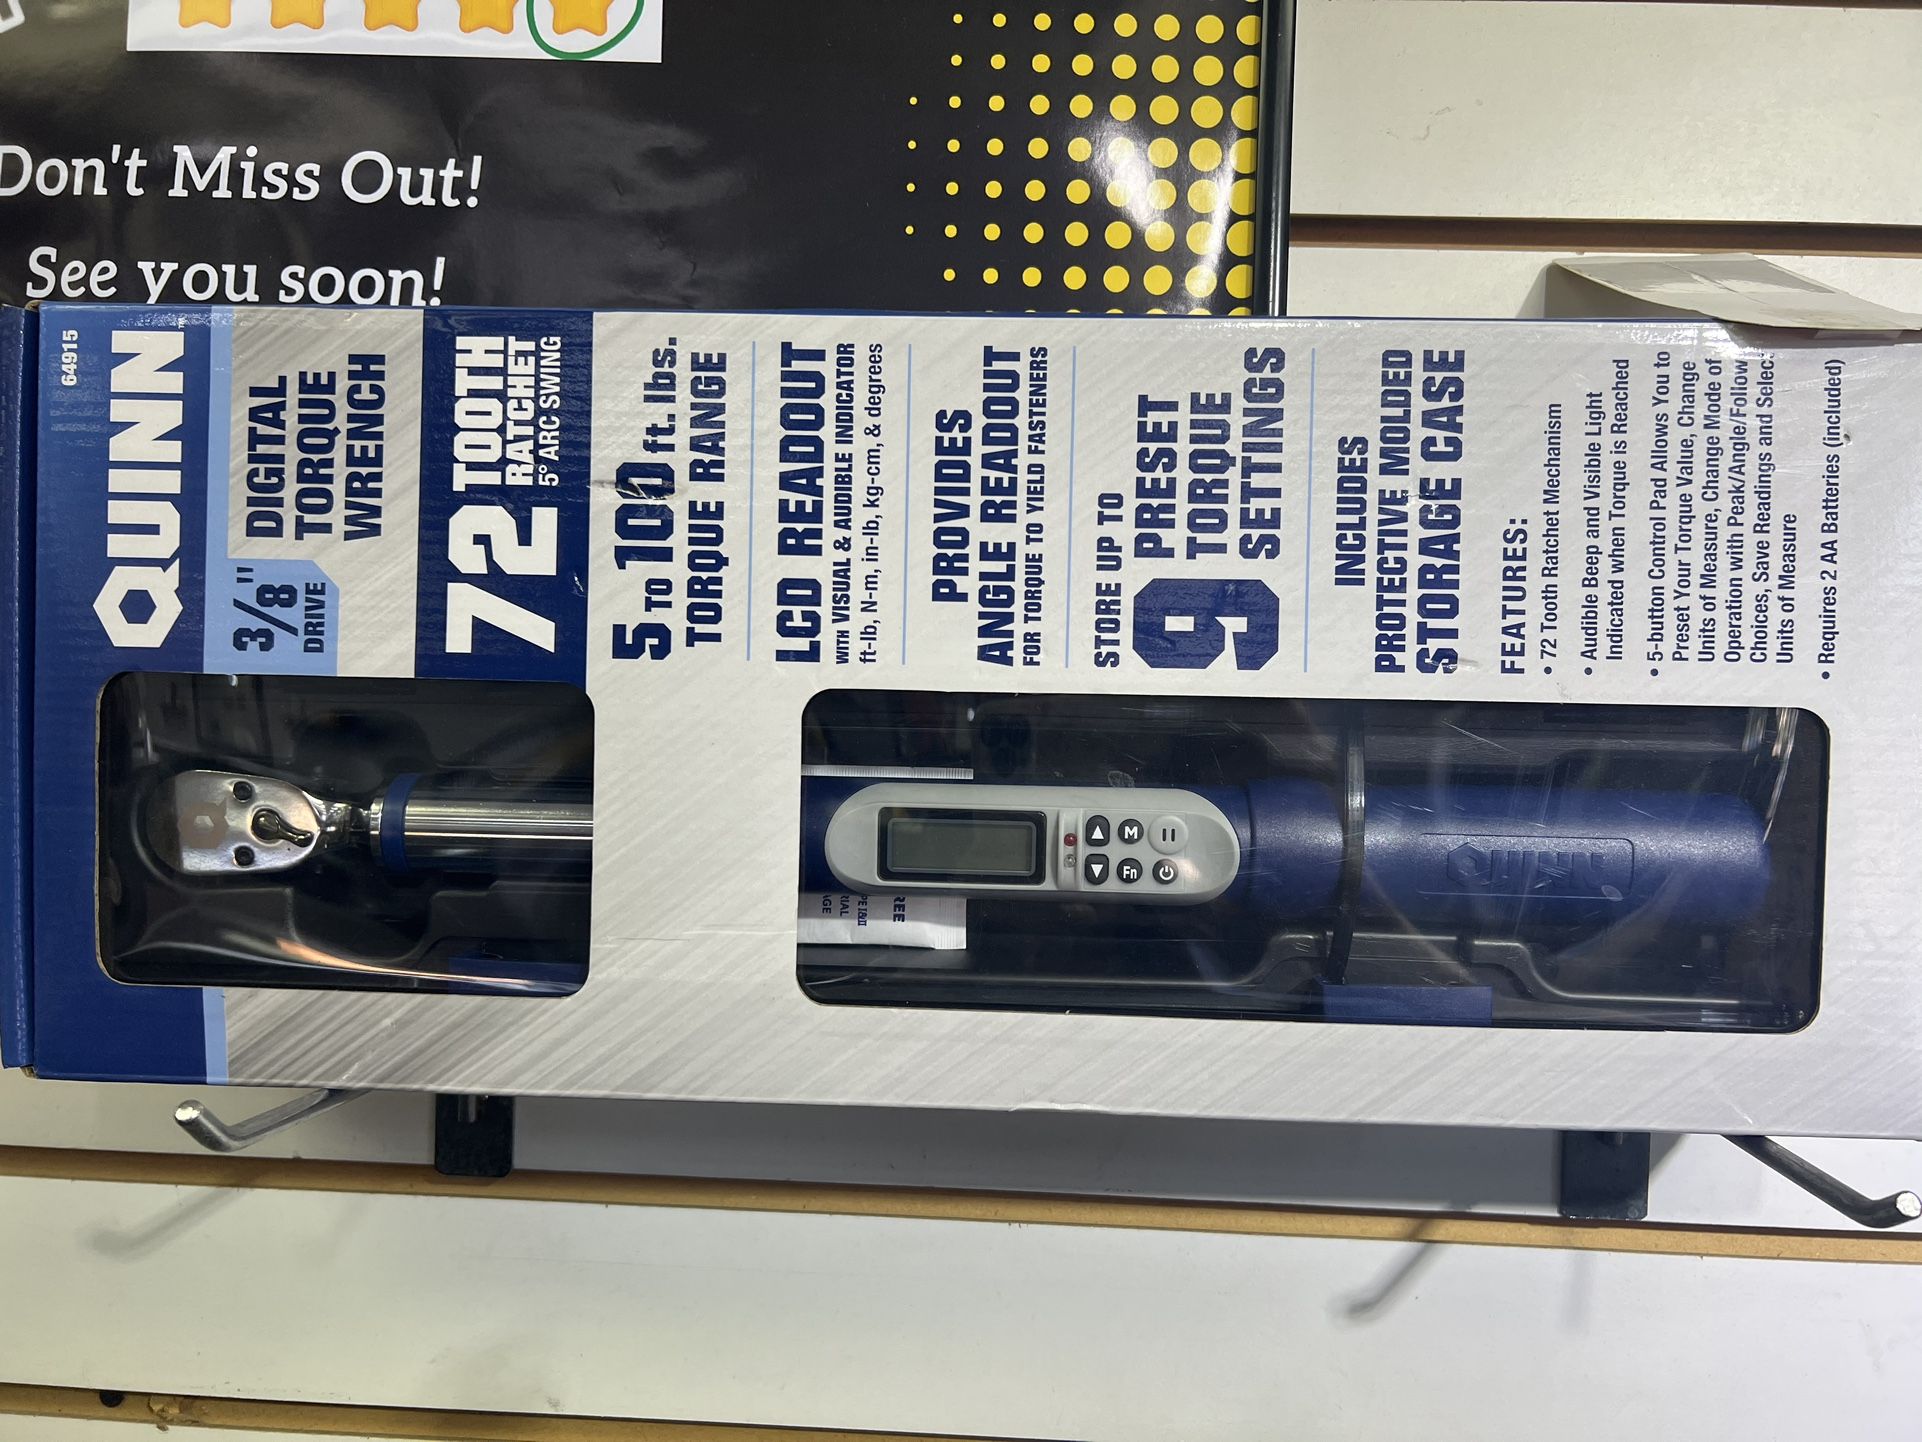 Don't Miss Out!
See you soon!
64915
QUINN
3/8"
DRIVE
DIGITAL
TORQUE
WRENCH
72 TOOTH
RATCHET
5° ARC SWING
5 TO 100 ft. lbs.
TORQUE RANGE
LCD READOUT
WITH VISUAL & AUDIBLE INDICATOR
ft-lb, N-m, in-lb, kg-cm, & degrees
PROVIDES
ANGLE READOUT
FOR TORQUE TO YIELD FASTENERS
STORE UP TO
9 PRESET
TORQUE
SETTINGS
INCLUDES
PROTECTIVE MOLDED
STORAGE CASE
FEATURES:
• 72 Tooth Ratchet Mechanism
• Audible Beep and Visible Light
Indicated when Torque is Reached
• 5-button Control Pad Allows You to
Preset Your Torque Value, Change
Units of Measure, Change Mode of
Operation with Peak/Angle/Follow
Choices, Save Readings and Select
Units of Measure
• Requires 2 AA Batteries (included)
M
Fn
QUINN